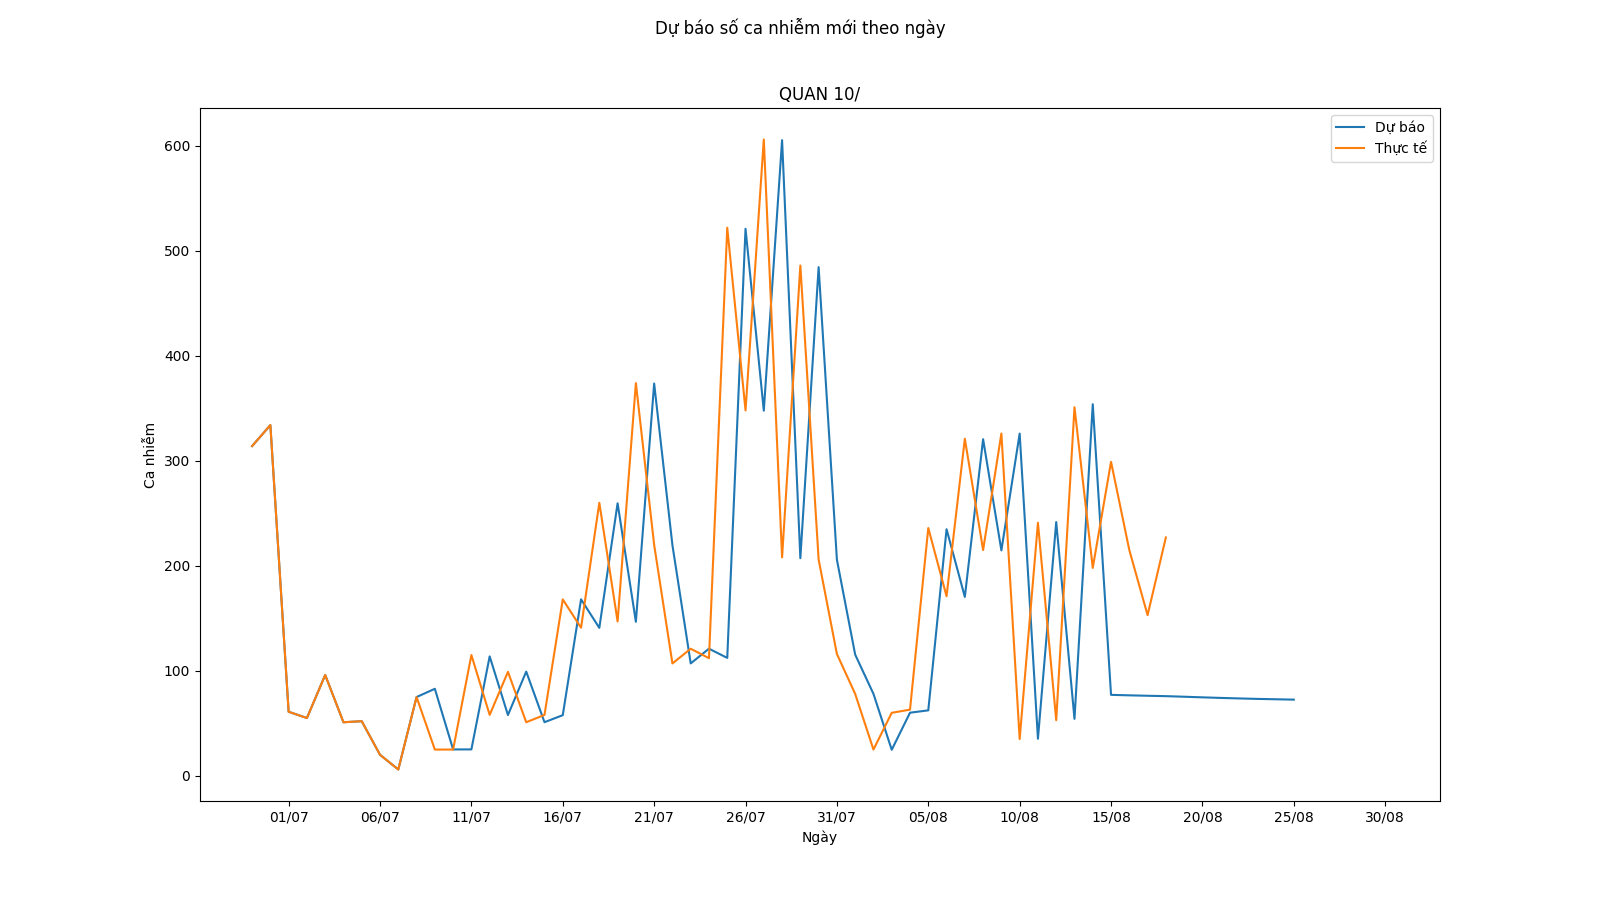 Dự báo số ca nhiễm mới theo ngày
QUAN 10/
Dự báo
Thực tế
600
500
400
300
200
100
0
Ca nhiễm
01/07 06/07 11/07 16/07 21/07 26/07 31/07 05/08 10/08 15/08 20/08 25/08 30/08
Ngày